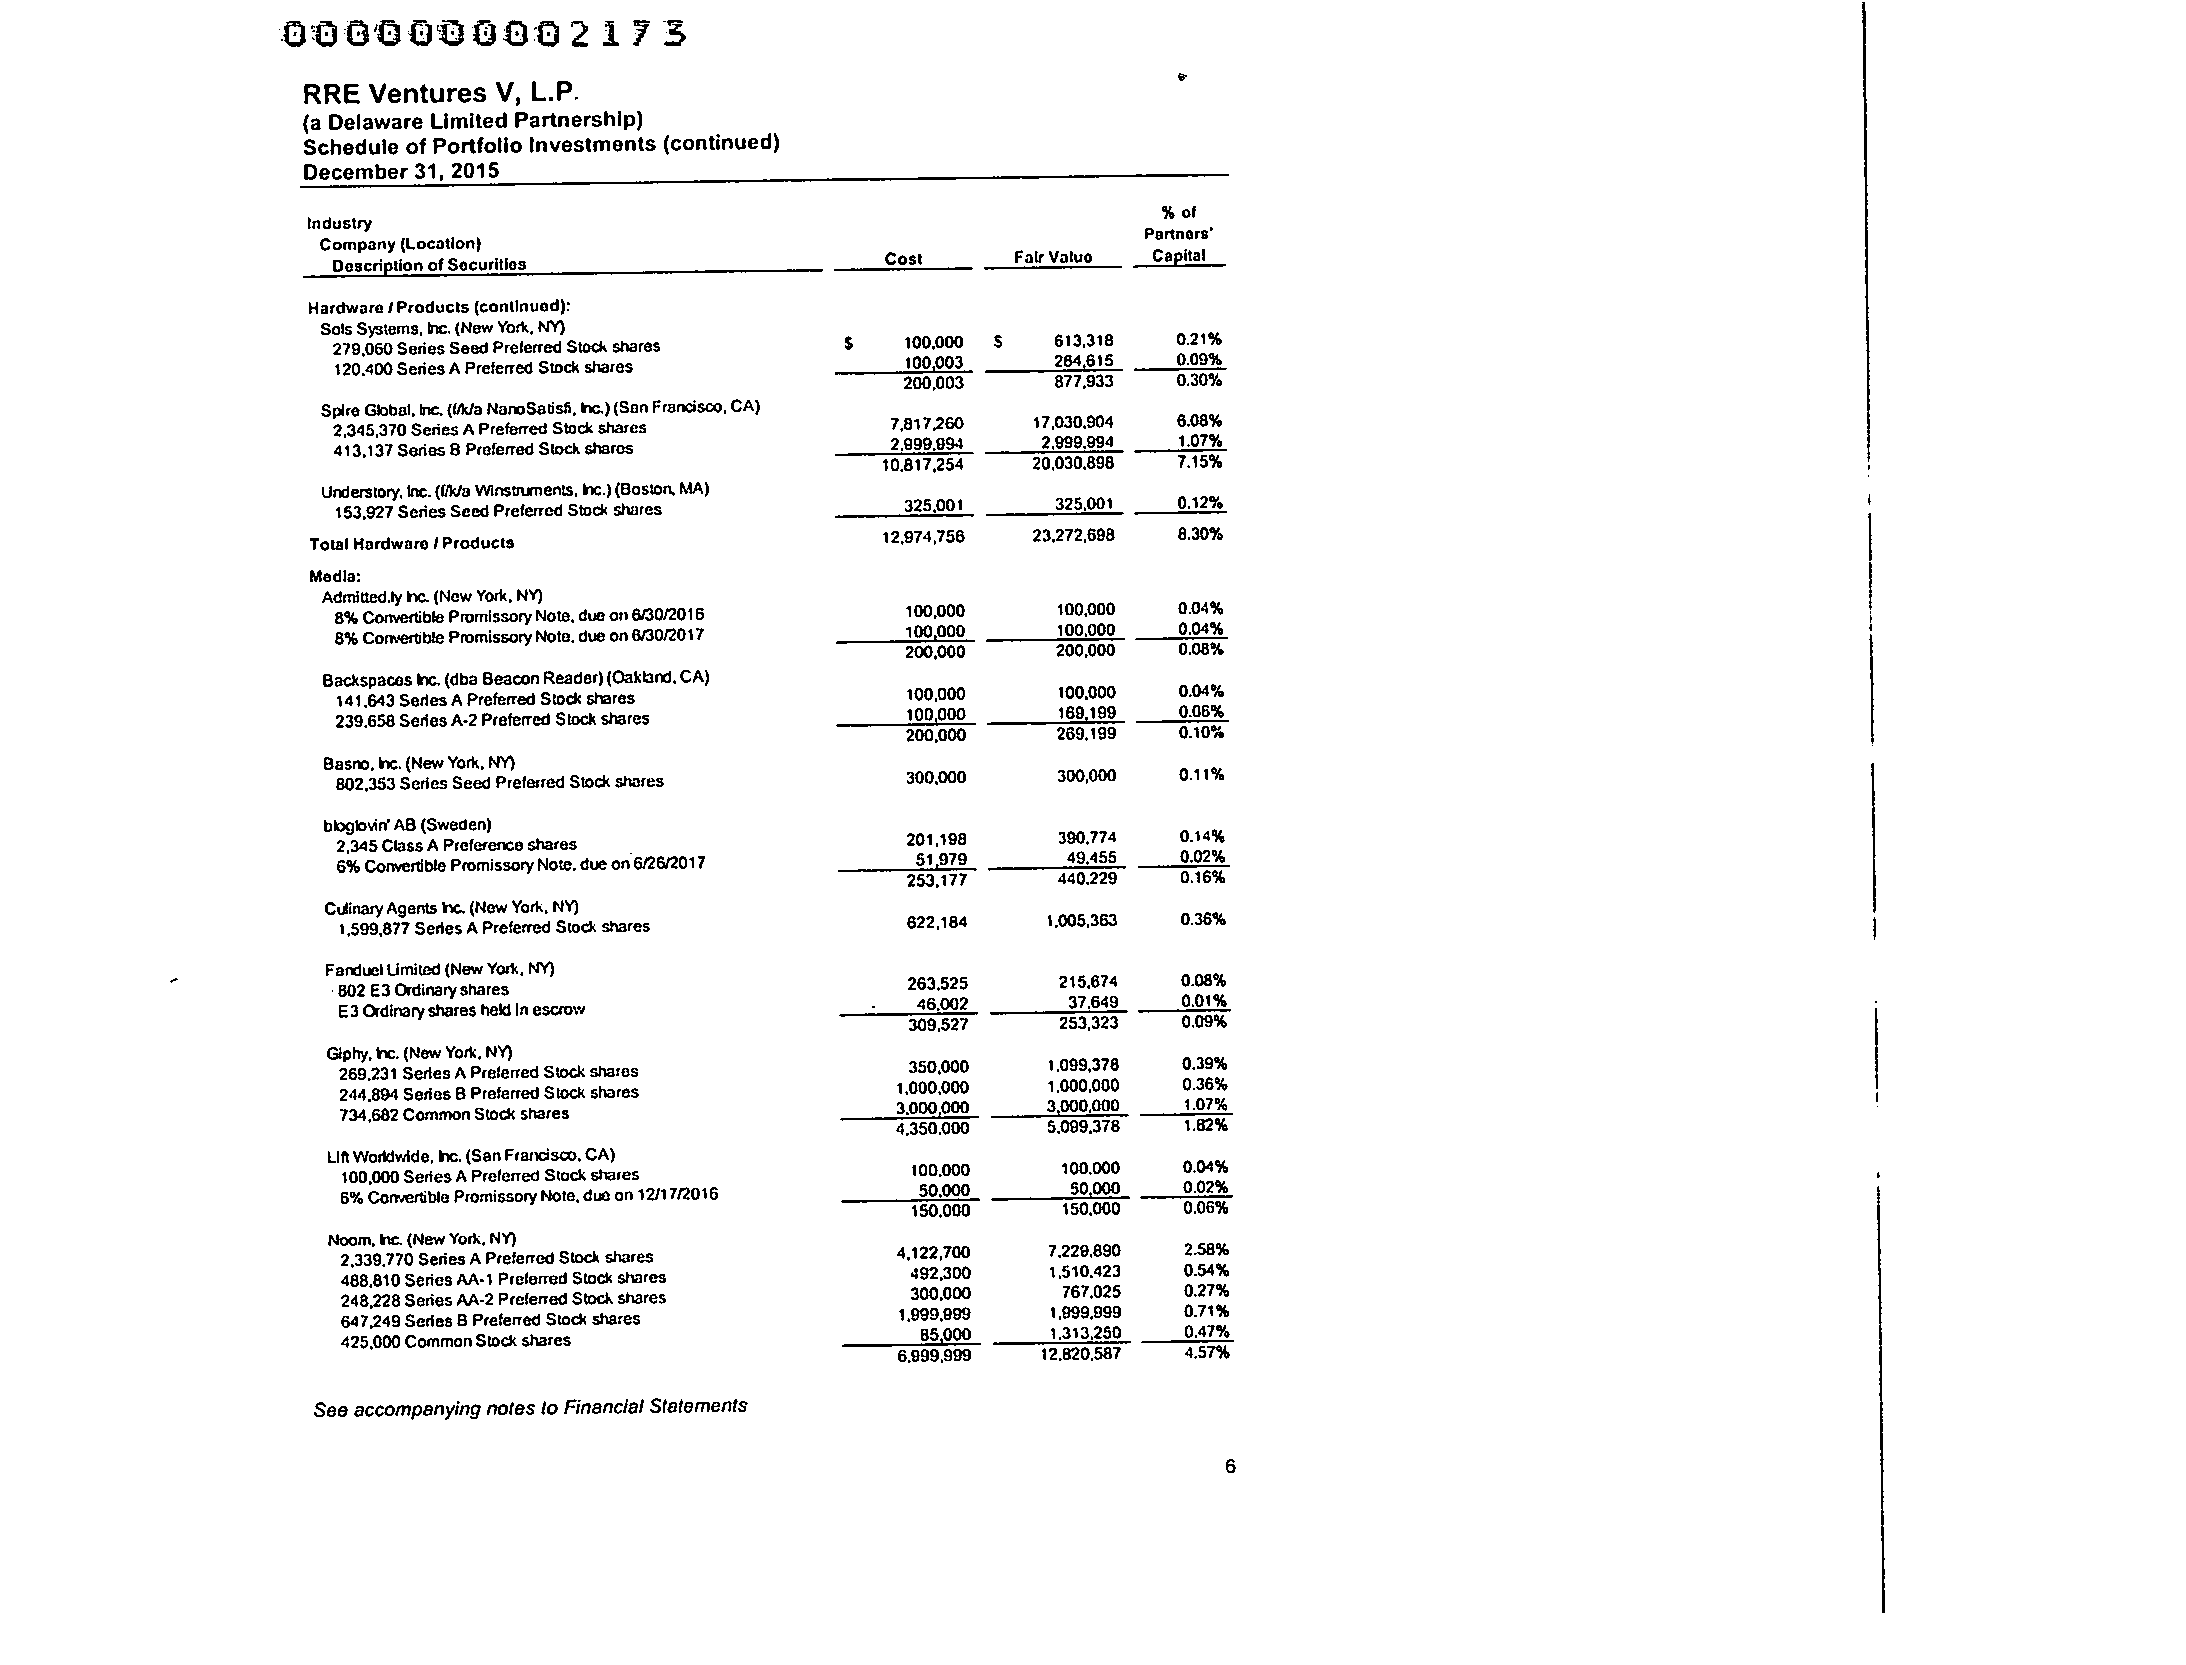 0000000002173
RRE Ventures V, L.P.
(a Delaware Limited Partnership)
Schedule of Portfolio Investments (continued)
December 31, 2015
Industry
Company (Location)
Description of Securities Cost Fair Value % of Partners' Capital
Hardware / Products (continued):
Sols Systems, Inc. (New York, NY)
279,060 Series Seed Preferred Stock shares $ 100,000 $ 613,318 0.21%
120,400 Series A Preferred Stock shares 100,003 264,615 0.09%
200,003 877,933 0.30%
Spire Global, Inc. (f/k/a NanoSatisfi, Inc.) (San Francisco, CA)
2,345,370 Series A Preferred Stock shares 7,817,260 17,030,904 6.08%
413,137 Series B Preferred Stock shares 2,999,994 2,999,994 1.07%
10,817,254 20,030,898 7.15%
Understory, Inc. (f/k/a Winstruments, Inc.) (Boston, MA)
153,927 Series Seed Preferred Stock shares 325,001 325,001 0.12%
Total Hardware / Products 12,974,756 23,272,698 8.30%
Media:
Admitted.ly Inc. (New York, NY)
8% Convertible Promissory Note, due on 6/30/2016 100,000 100,000 0.04%
8% Convertible Promissory Note, due on 6/30/2017 100,000 100,000 0.04%
200,000 200,000 0.08%
Backspaces Inc. (dba Beacon Reader) (Oakland, CA)
141,643 Series A Preferred Stock shares 100,000 100,000 0.04%
239,658 Series A-2 Preferred Stock shares 100,000 169,199 0.06%
200,000 269,199 0.10%
Basno, Inc. (New York, NY)
802,353 Series Seed Preferred Stock shares 300,000 300,000 0.11%
bloglovin' AB (Sweden)
2,345 Class A Preference shares 201,198 390,774 0.14%
6% Convertible Promissory Note, due on 6/26/2017 51,979 49,455 0.02%
253,177 440,229 0.16%
Culinary Agents Inc. (New York, NY)
1,599,877 Series A Preferred Stock shares 622,184 1,005,363 0.36%
Fanduel Limited (New York, NY)
802 E3 Ordinary shares 263,525 215,674 0.08%
E3 Ordinary shares held in escrow 46,002 37,649 0.01%
309,527 253,323 0.09%
Giphy, Inc. (New York, NY)
269,231 Series A Preferred Stock shares 350,000 1,099,378 0.39%
244,894 Series B Preferred Stock shares 1,000,000 1,000,000 0.36%
734,682 Common Stock shares 3,000,000 3,000,000 1.07%
4,350,000 5,099,378 1.82%
Lift Worldwide, Inc. (San Francisco, CA)
100,000 Series A Preferred Stock shares 100,000 100,000 0.04%
6% Convertible Promissory Note, due on 12/17/2016 50,000 50,000 0.02%
150,000 150,000 0.06%
Noom, Inc. (New York, NY)
2,339,770 Series A Preferred Stock shares 4,122,700 7,229,890 2.58%
488,810 Series AA-1 Preferred Stock shares 492,300 1,510,423 0.54%
248,228 Series AA-2 Preferred Stock shares 300,000 767,025 0.27%
647,249 Series B Preferred Stock shares 1,999,999 1,999,999 0.71%
425,000 Common Stock shares 85,000 1,313,250 0.47%
6,999,999 12,820,587 4.57%
See accompanying notes to Financial Statements
6